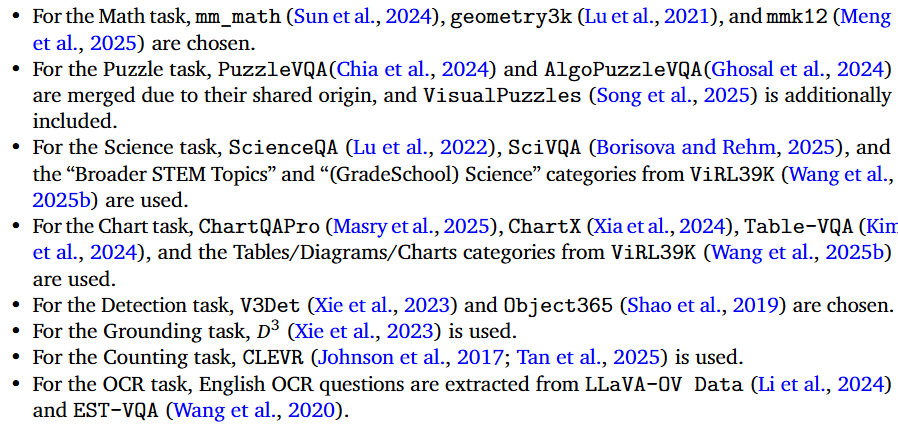 • For the Math task, mm_math (Sun et al., 2024), geometry3k (Lu et al., 2021), and mmk12 (Meng
et al., 2025) are chosen.
• For the Puzzle task, PuzzleVQA(Chia et al., 2024) and AlgoPuzzleVQA(Ghosal et al., 2024)
are merged due to their shared origin, and VisualPuzzles (Song et al., 2025) is additionally
included.
• For the Science task, ScienceQA (Lu et al., 2022), SciVQA (Borisova and Rehm, 2025), and
the “Broader STEM Topics” and “(GradeSchool) Science” categories from ViRL39K (Wang et al.,
2025b) are used.
• For the Chart task, ChartQAPro (Masry et al., 2025), ChartX (Xia et al., 2024), Table-VQA (Kim
et al., 2024), and the Tables/Diagrams/Charts categories from ViRL39K (Wang et al., 2025b)
are used.
• For the Detection task, V3Det (Xie et al., 2023) and Object365 (Shao et al., 2019) are chosen.
• For the Grounding task, D³ (Xie et al., 2023) is used.
• For the Counting task, CLEVR (Johnson et al., 2017; Tan et al., 2025) is used.
• For the OCR task, English OCR questions are extracted from LLaVA-OV Data (Li et al., 2024)
and EST-VQA (Wang et al., 2020).